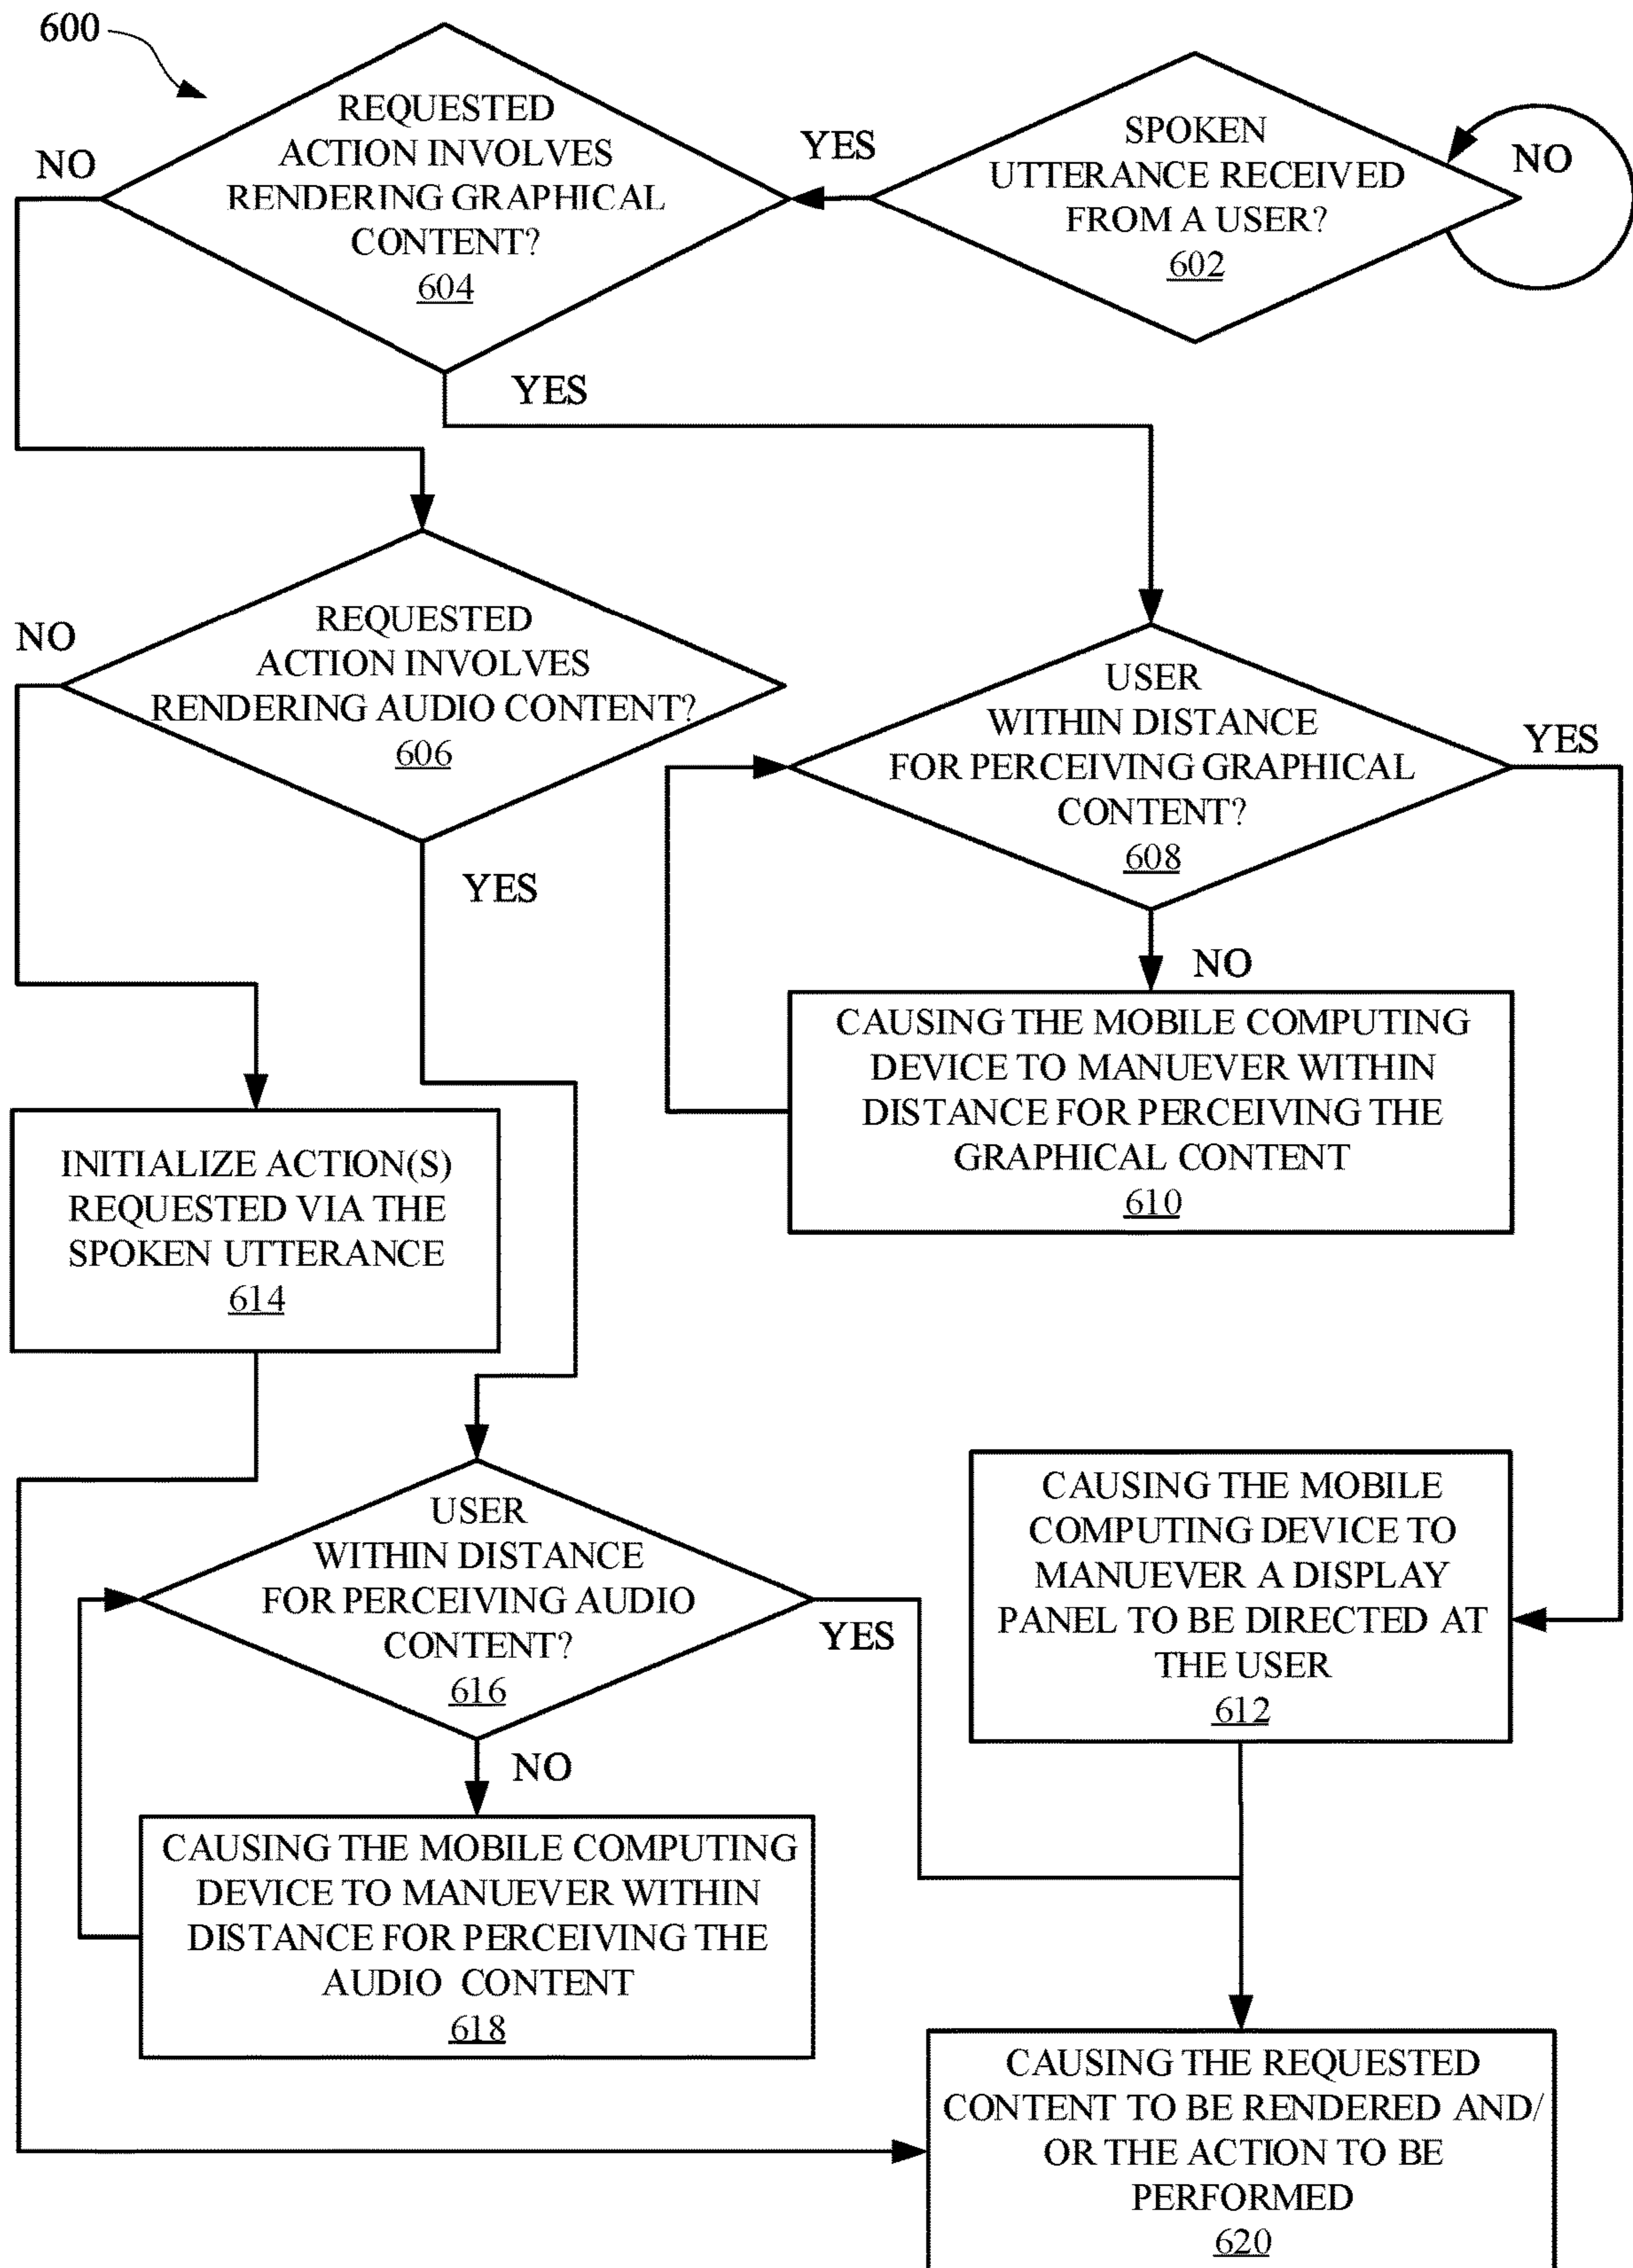 600
REQUESTED
ACTION INVOLVES
RENDERING GRAPHICAL
CONTENT?
604
NO
YES
SPOKEN
UTTERANCE RECEIVED
FROM A USER?
602
YES
NO
REQUESTED
ACTION INVOLVES
RENDERING AUDIO CONTENT?
606
NO
YES
USER
WITHIN DISTANCE
FOR PERCEIVING GRAPHICAL
CONTENT?
608
YES
NO
CAUSING THE MOBILE COMPUTING
DEVICE TO MANUEVER WITHIN
DISTANCE FOR PERCEIVING THE
GRAPHICAL CONTENT
610
INITIALIZE ACTION(S)
REQUESTED VIA THE
SPOKEN UTTERANCE
614
USER
WITHIN DISTANCE
FOR PERCEIVING AUDIO
CONTENT?
616
YES
NO
CAUSING THE MOBILE
COMPUTING DEVICE TO
MANUEVER A DISPLAY
PANEL TO BE DIRECTED AT
THE USER
612
CAUSING THE MOBILE COMPUTING
DEVICE TO MANUEVER WITHIN
DISTANCE FOR PERCEIVING THE
AUDIO CONTENT
618
CAUSING THE REQUESTED
CONTENT TO BE RENDERED AND/
OR THE ACTION TO BE
PERFORMED
620